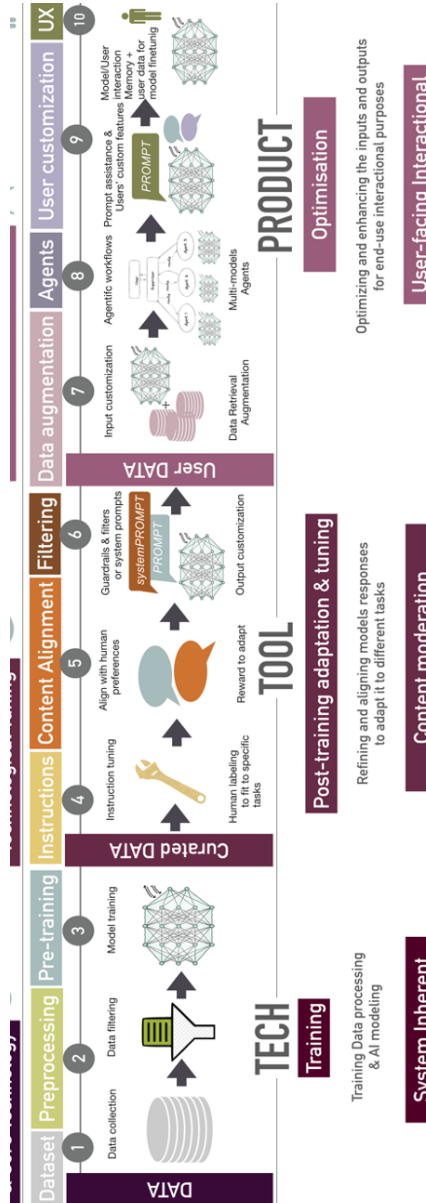 Dataset
Preprocessing
Pre-training
Instructions
Content Alignment
Filtering
Data augmentation
Agents
User customization
UX
1
2
3
4
5
6
7
8
9
10
DATA
Data collection
Data filtering
Model training
Curated DATA
Instruction tuning
Human labeling
to fit to specific
tasks
Align with human
preferences
Reward to adapt
Guardrails & filters
or system prompts
systemPROMPT
PROMPT
Output customization
User DATA
Input customization
+
Data Retrieval
Augmentation
Agentific workflows
Multi-models
Agents
Prompt assistance &
Users' custom features
PROMPT
Model/User
interaction
Memory +
user data for
model finetunig
TECH
TOOL
PRODUCT
Training
Post-training adaptation & tuning
Optimisation
Training Data processing
& AI modeling
Refining and aligning models responses
to adapt it to different tasks
Optimizing and enhancing the inputs and outputs
for end-use interactional purposes
System Inherent
Content moderation
User-facing Interactional